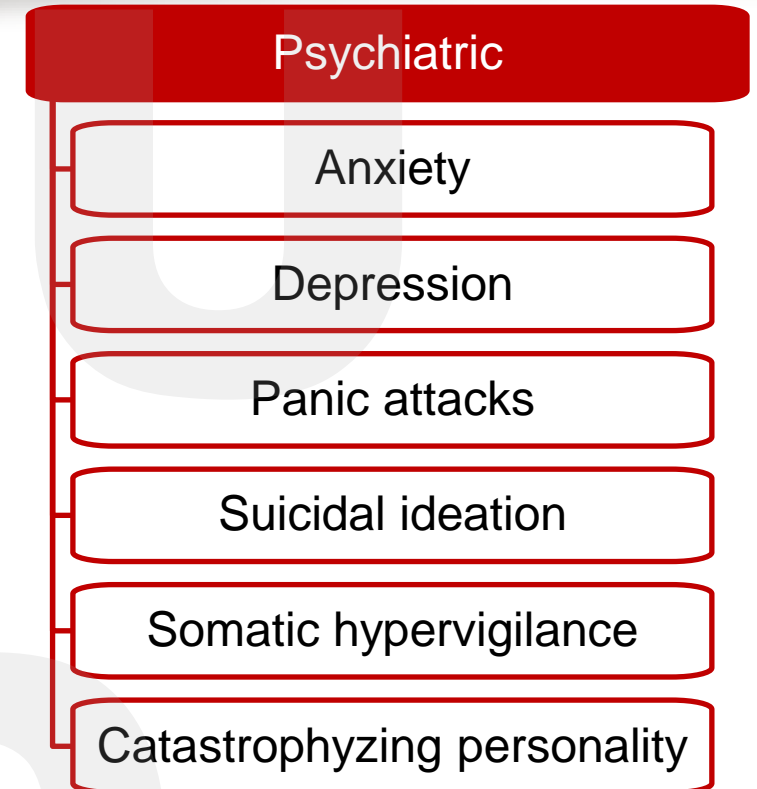 Psychiatric
Anxiety
Depression
Panic attacks
Suicidal ideation
Somatic hypervigilance
Catastrophyzing personality